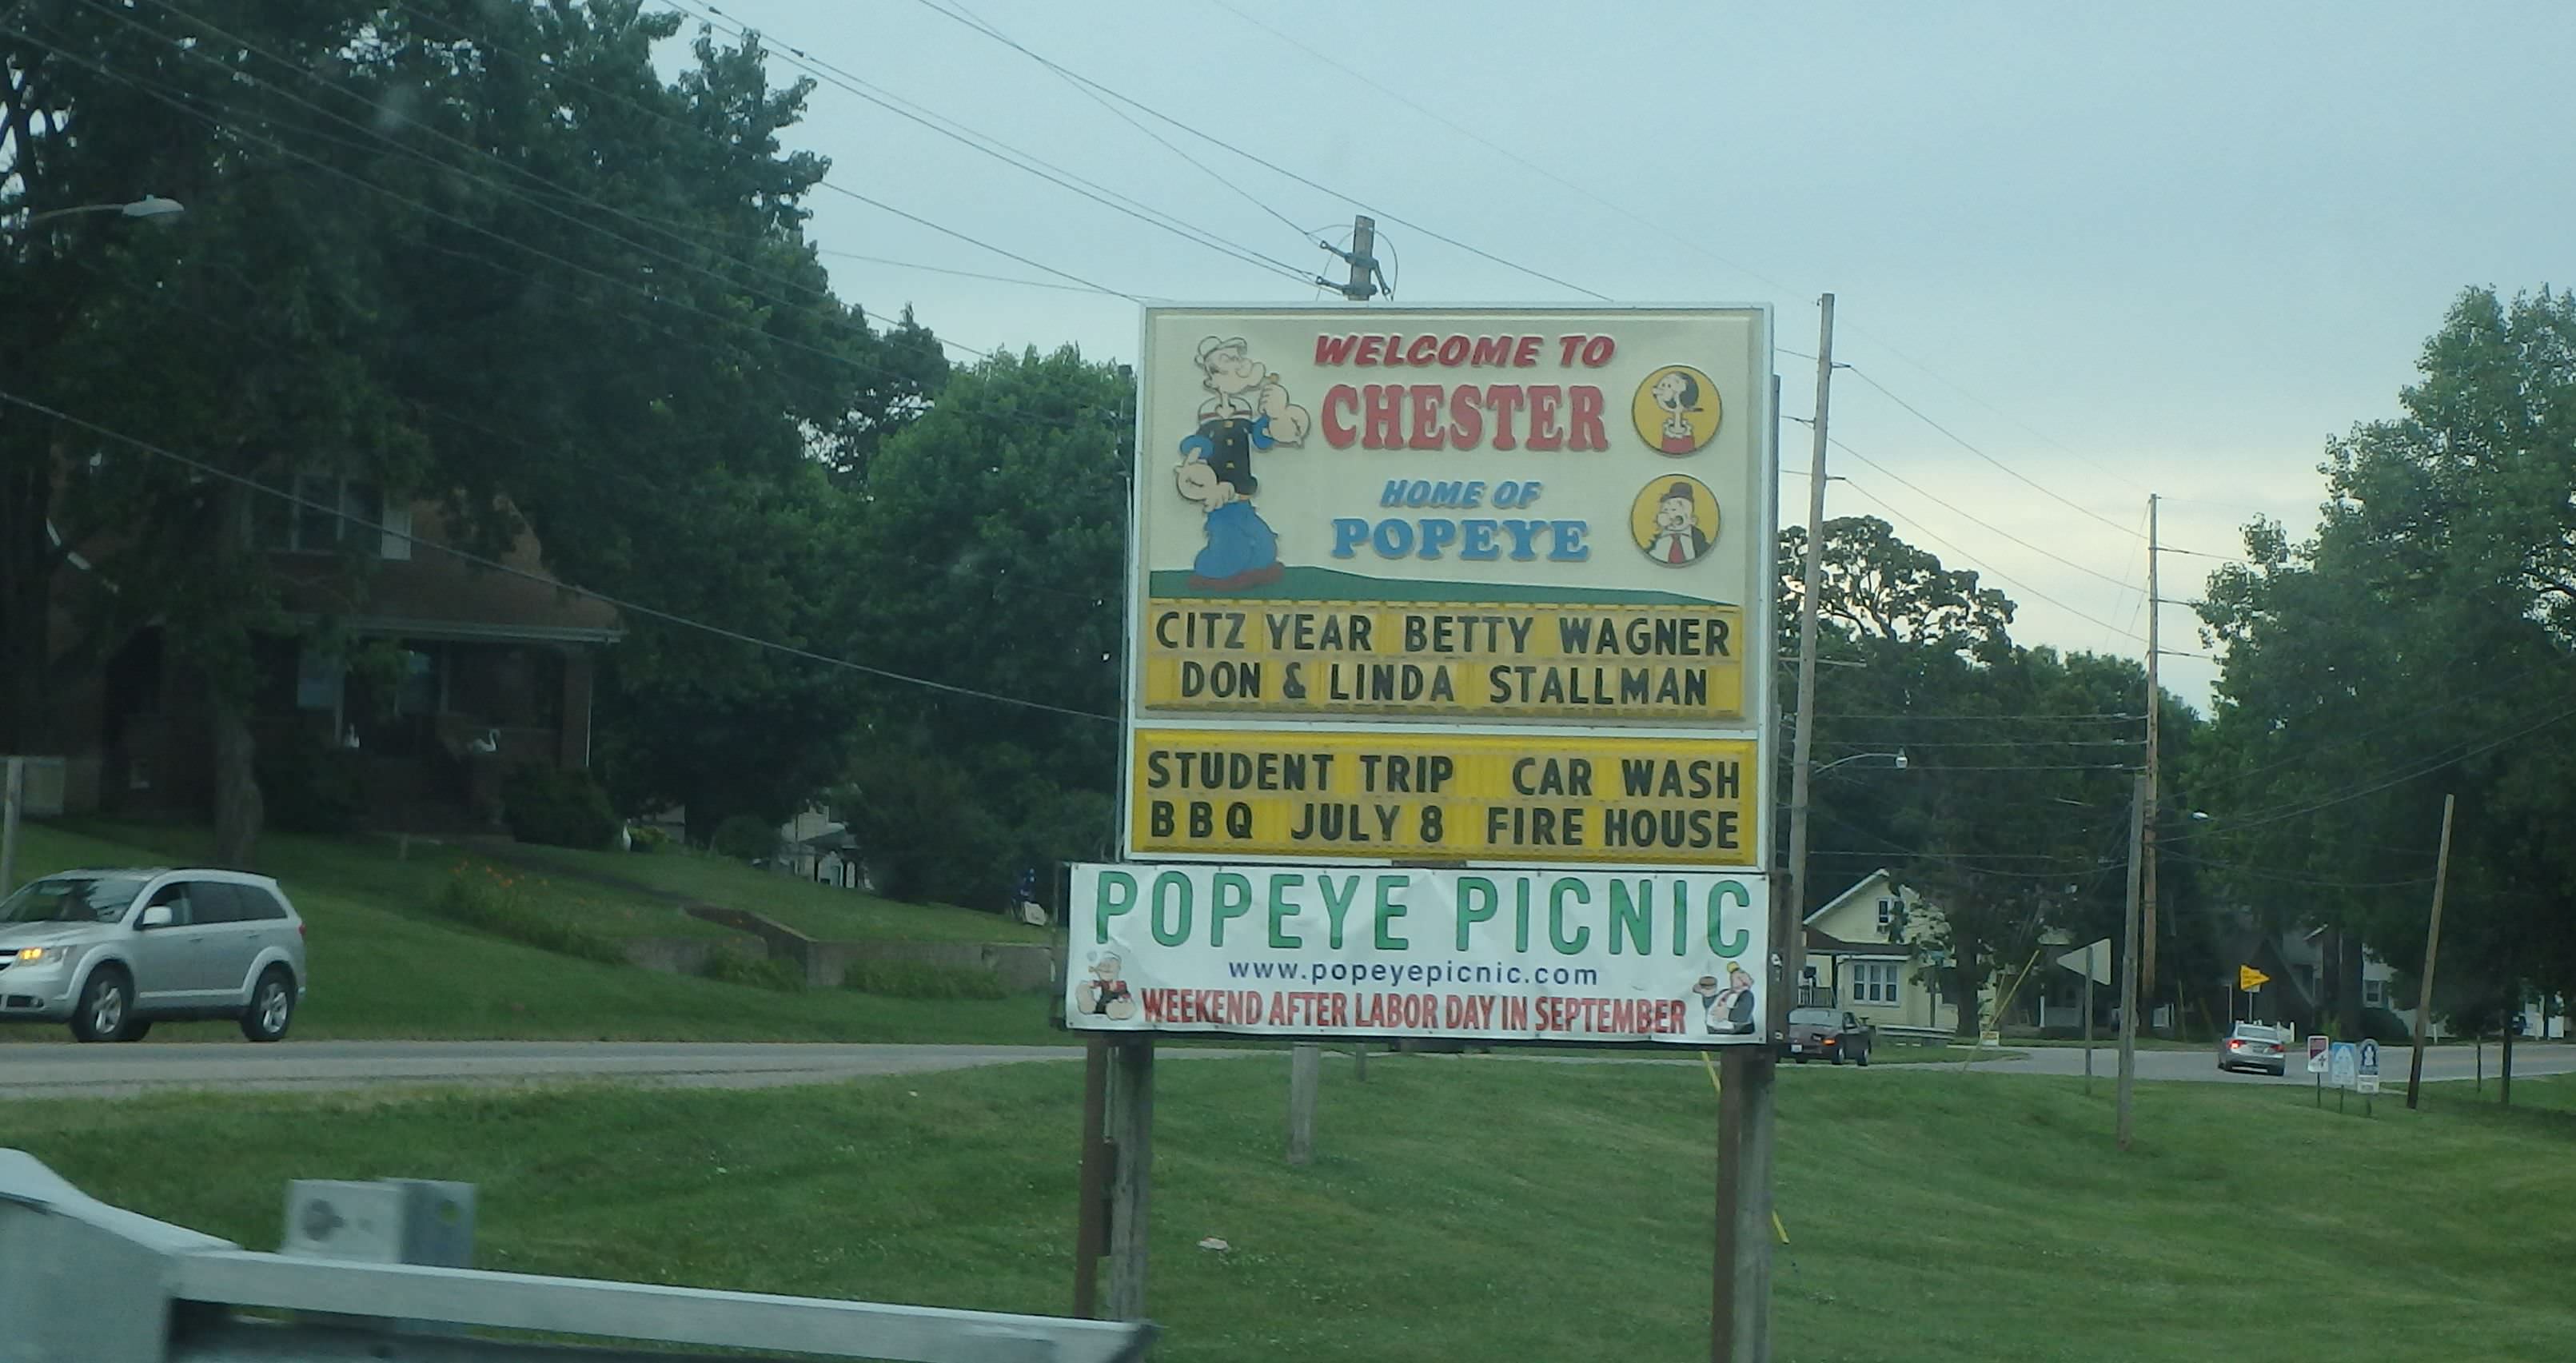 WELCOME TO
CHESTER
HOME OF
POPEYE
CITZ YEAR BETTY WAGNER
DON & LINDA STALLMAN
STUDENT TRIP CAR WASH
BBQ JULY 8 FIRE HOUSE
POPEYE PICNIC
www.popeyepicnic.com
WEEKEND AFTER LABOR DAY IN SEPTEMBER